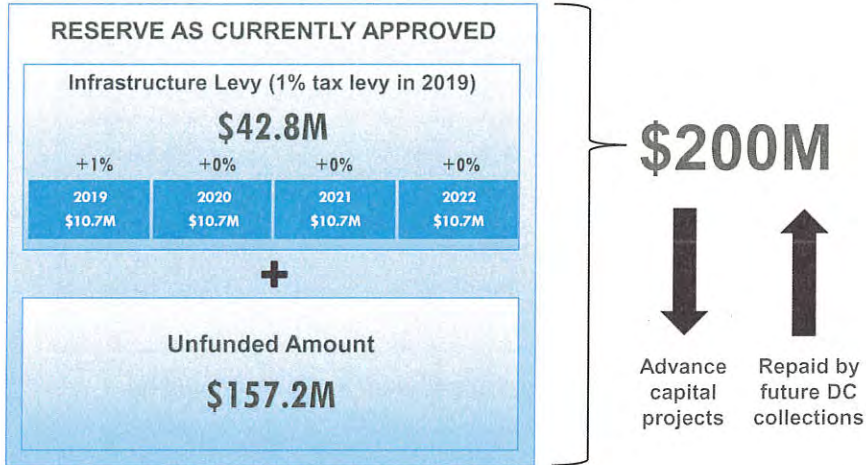 RESERVE AS CURRENTLY APPROVED
Infrastructure Levy (1% tax levy in 2019)
$42.8M
+1% +0% +0% +0%
2019 2020 2021 2022
$10.7M $10.7M $10.7M $10.7M
+
Unfunded Amount
$157.2M
$200M
Advance
capital
projects
Repaid by
future DC
collections